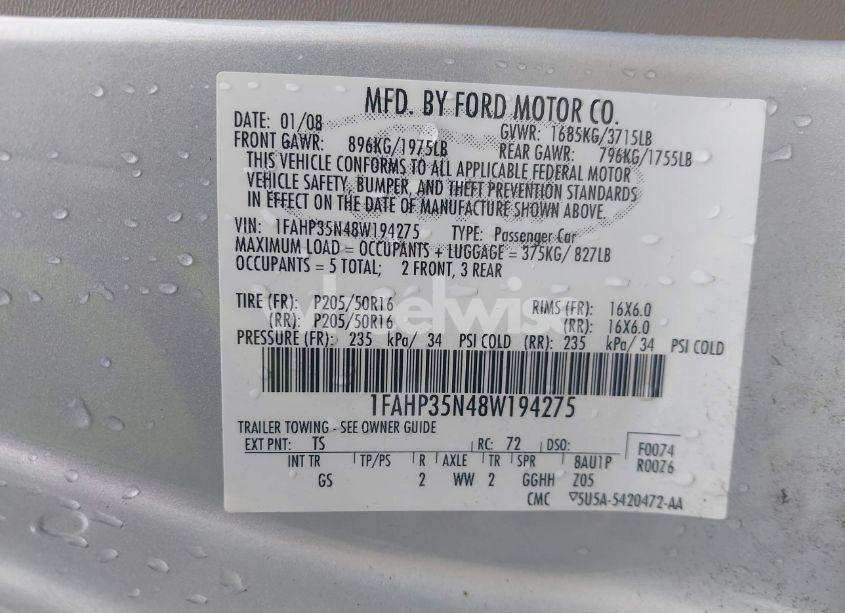 MFD. BY FORD MOTOR CO.
DATE: 01/08 GVWR: 1685KG/3715LB
FRONT GAWR: 896KG/1975LB REAR GAWR: 796KG/1755LB
THIS VEHICLE CONFORMS TO ALL APPLICABLE FEDERAL MOTOR
VEHICLE SAFETY, BUMPER, AND THEFT PREVENTION STANDARDS
IN EFFECT ON THE DATE OF MANUFACTURE SHOWN ABOVE.
VIN: 1FAHP35N48W194275 TYPE: Passenger Car
MAXIMUM LOAD = OCCUPANTS + LUGGAGE = 375KG/ 827LB
OCCUPANTS = 5 TOTAL; 2 FRONT, 3 REAR
TIRE (FR): P205/50R16 RIMS (FR): 16X6.0
(RR): P205/50R16 (RR): 16X6.0
wheelwise
PRESSURE (FR): 235 kPa/ 34 PSI COLD (RR): 235 kPa/ 34 PSI COLD
1FAHP35N48W194275
TRAILER TOWING - SEE OWNER GUIDE
EXT PNT: TS RC: 72 DSO: F0074
INT TR TP/PS R AXLE TR SPR 8AU1P R00Z6
GS 2 WW 2 GGHH Z05
CMC ▽5U5A-5420472-AA